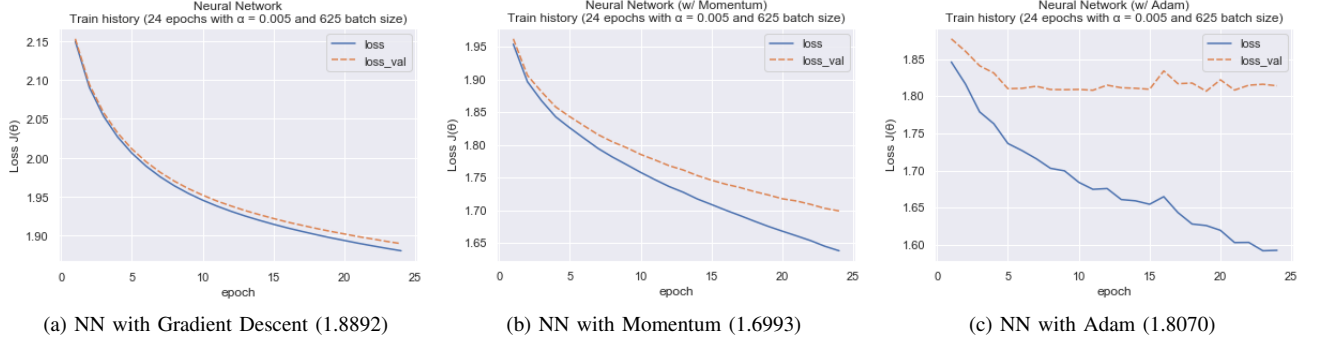 Neural Network
Train history (24 epochs with α = 0.005 and 625 batch size)
loss
loss_val
2.15
2.10
2.05
2.00
1.95
1.90
Loss J(θ)
0
5
10
15
20
25
epoch
(a) NN with Gradient Descent (1.8892)
Neural Network (w/ Momentum)
Train history (24 epochs with α = 0.005 and 625 batch size)
loss
loss_val
1.95
1.90
1.85
1.80
1.75
1.70
1.65
Loss J(θ)
0
5
10
15
20
25
epoch
(b) NN with Momentum (1.6993)
Neural Network (w/ Adam)
Train history (24 epochs with α = 0.005 and 625 batch size)
loss
loss_val
1.85
1.80
1.75
1.70
1.65
1.60
Loss J(θ)
0
5
10
15
20
25
epoch
(c) NN with Adam (1.8070)